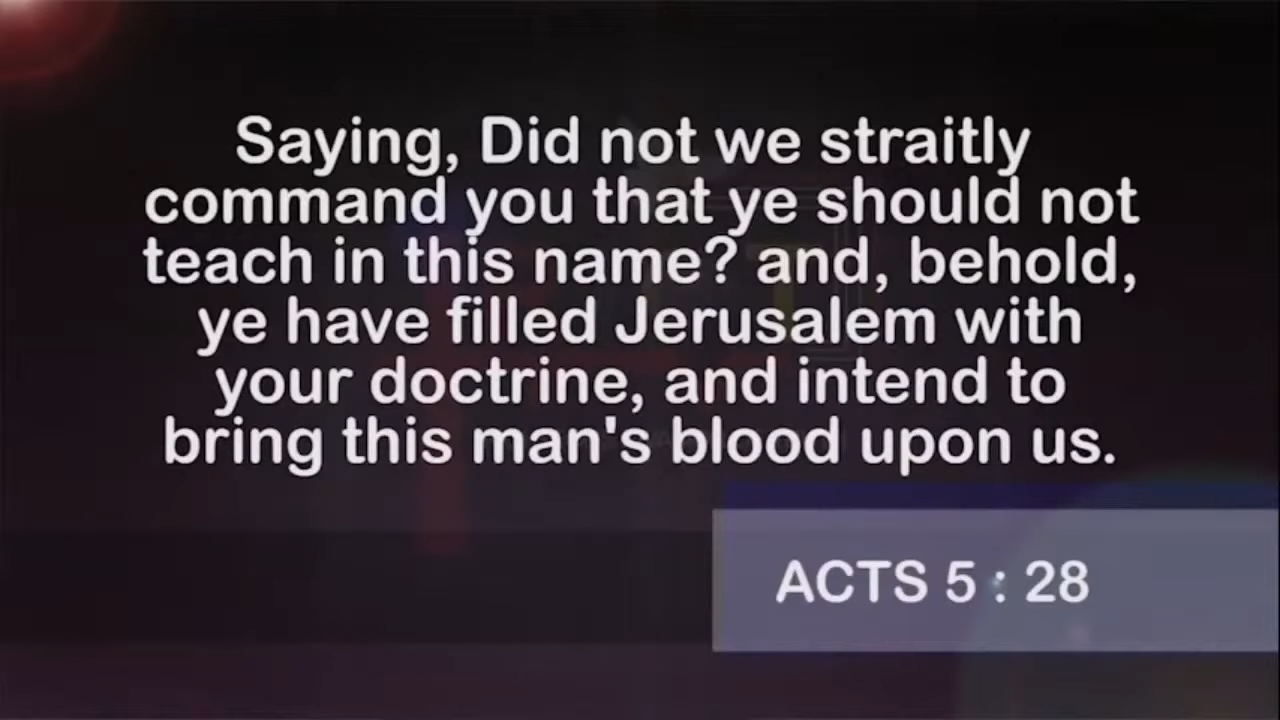 Saying, Did not we straitly
command you that ye should not
teach in this name? and, behold,
ye have filled Jerusalem with
your doctrine, and intend to
bring this man's blood upon us.
ACTS 5 : 28